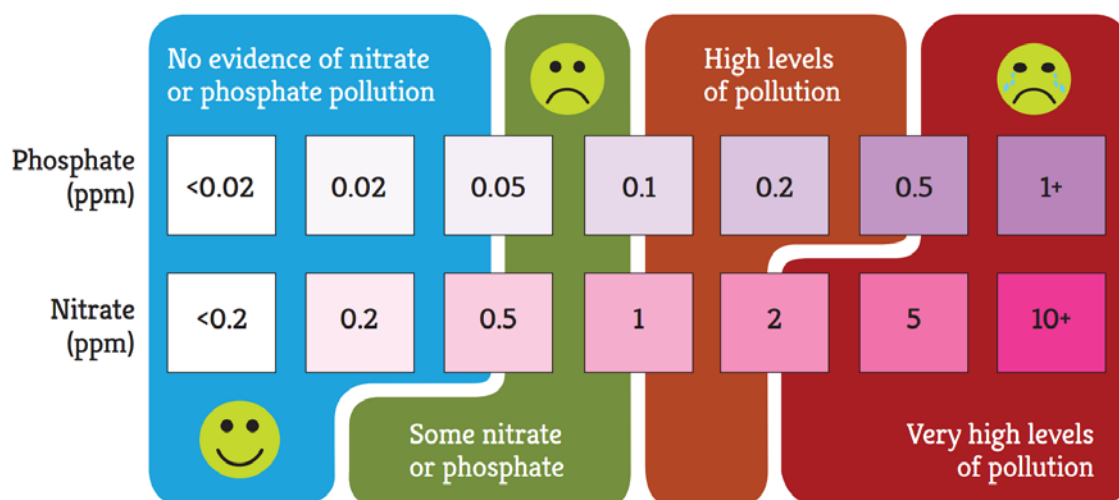 No evidence of nitrate
or phosphate pollution
High levels
of pollution
Phosphate
(ppm)
<0.02 0.02 0.05 0.1 0.2 0.5 1+
Nitrate
(ppm)
<0.2 0.2 0.5 1 2 5 10+
Some nitrate
or phosphate
Very high levels
of pollution